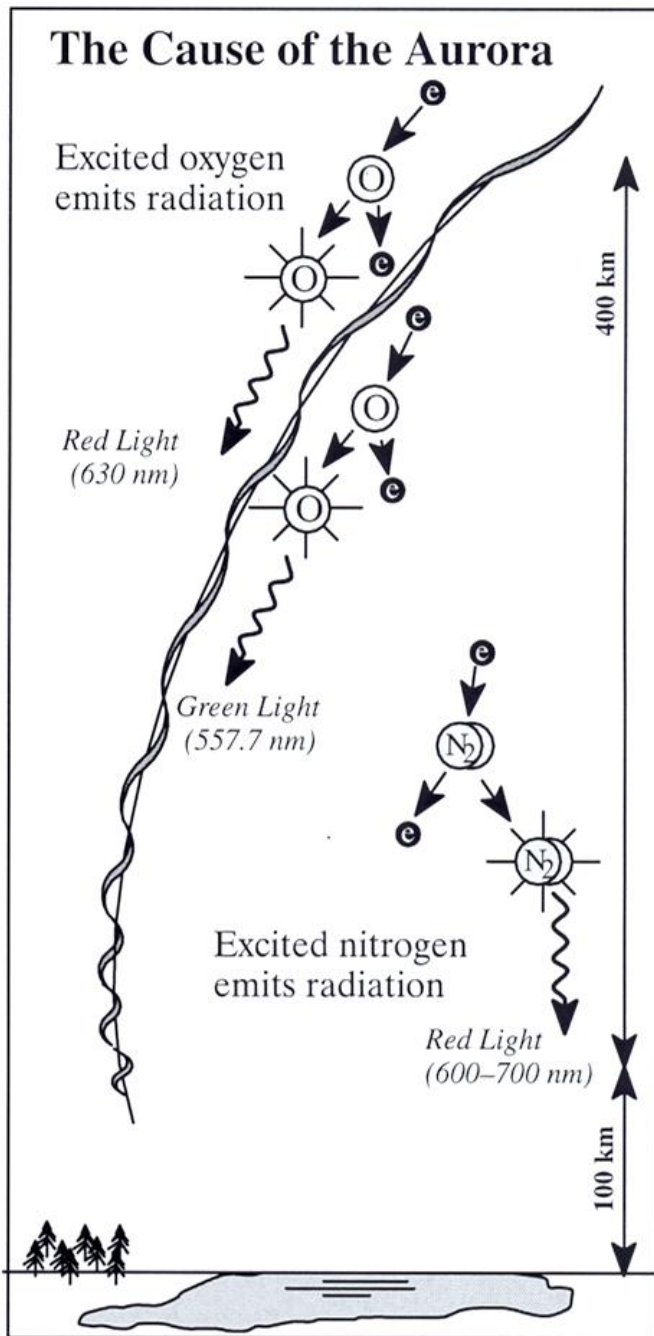 The Cause of the Aurora
e
Excited oxygen
emits radiation
O
e
O
e
400 km
O
Red Light
(630 nm)
e
O
Green Light
(557.7 nm)
e
N2
e
N2
Excited nitrogen
emits radiation
Red Light
(600–700 nm)
100 km